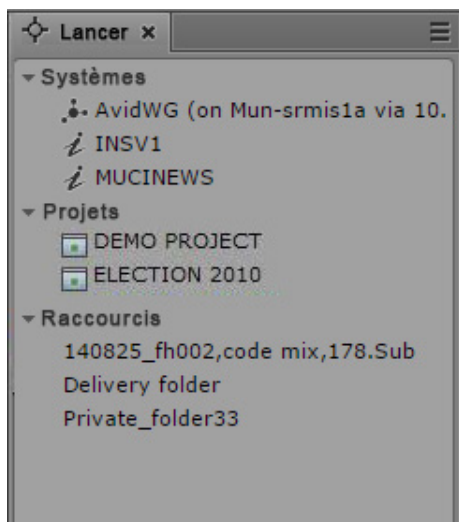 Lancer
Systèmes
AvidWG (on Mun-srmis1a via 10.
INSV1
MUCINEWS
Projets
DEMO PROJECT
ELECTION 2010
Raccourcis
140825_fh002,code mix,178.Sub
Delivery folder
Private_folder33